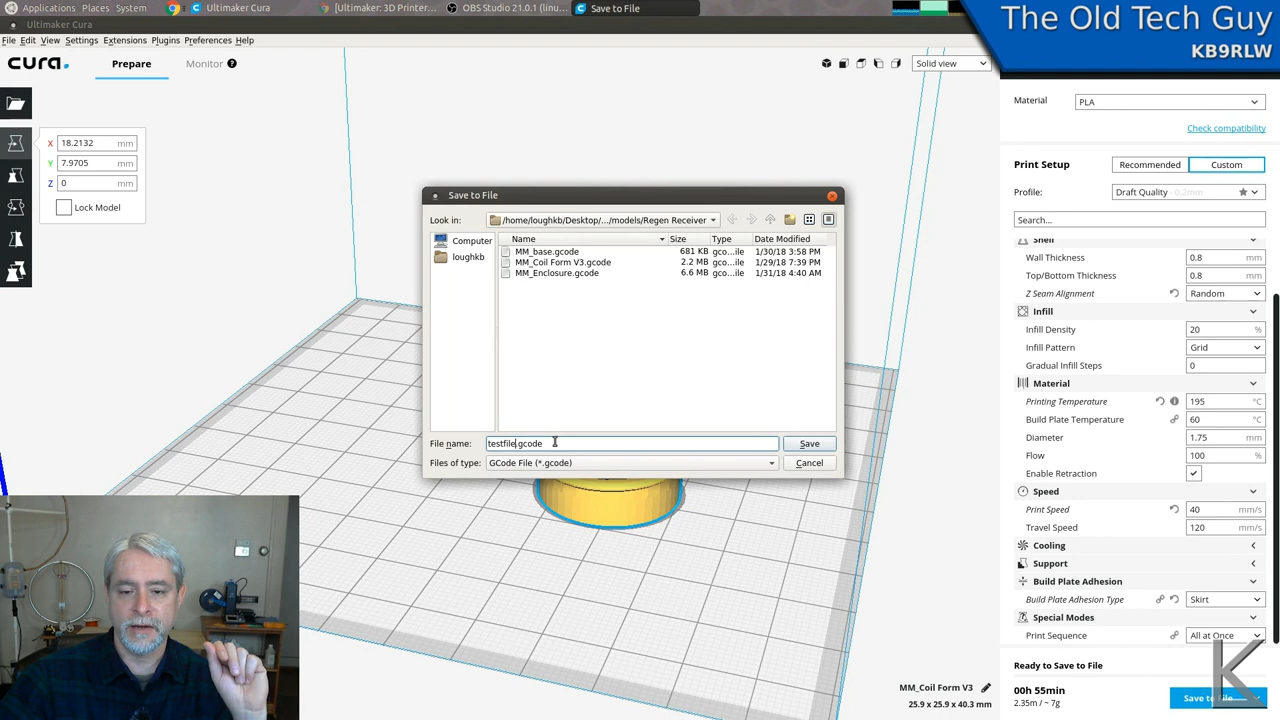 Applications
Places
System
Ultimaker Cura
[Ultimaker: 3D Printer...
OBS Studio 21.0.1 (linu...
Save to File
Ultimaker Cura
The Old Tech Guy
KB9RLW
File Edit View Settings Extensions Plugins Preferences Help
cura.
Prepare
Monitor
?
Solid view
X 18.2132 mm
Y 7.9705 mm
Z 0 mm
Lock Model
Save to File
Look in: /home/loughkb/Desktop/.../models/Regen Receiver
Computer
loughkb
Name Size Type Date Modified
MM_base.gcode 681 KB gco...ile 1/30/18 3:58 PM
MM_Coil Form V3.gcode 2.2 MB gco...ile 1/29/18 7:39 PM
MM_Enclosure.gcode 6.6 MB gco...ile 1/31/18 4:40 AM
File name: testfile.gcode
Save
Files of type: GCode File (*.gcode)
Cancel
Material PLA
Check compatibility
Print Setup Recommended Custom
Profile: Draft Quality - 0.2mm
Search...
Shell
Wall Thickness 0.8 mm
Top/Bottom Thickness 0.8 mm
Z Seam Alignment Random
Infill
Infill Density 20 %
Infill Pattern Grid
Gradual Infill Steps 0
Material
Printing Temperature 195 °C
Build Plate Temperature 60 °C
Diameter 1.75 mm
Flow 100 %
Enable Retraction
Speed
Print Speed 40 mm/s
Travel Speed 120 mm/s
Cooling
Support
Build Plate Adhesion
Build Plate Adhesion Type Skirt
Special Modes
Print Sequence All at Once
Ready to Save to File
00h 55min
2.35m / ~ 7g
Save to File
MM_Coil Form V3
25.9 x 25.9 x 40.3 mm
K